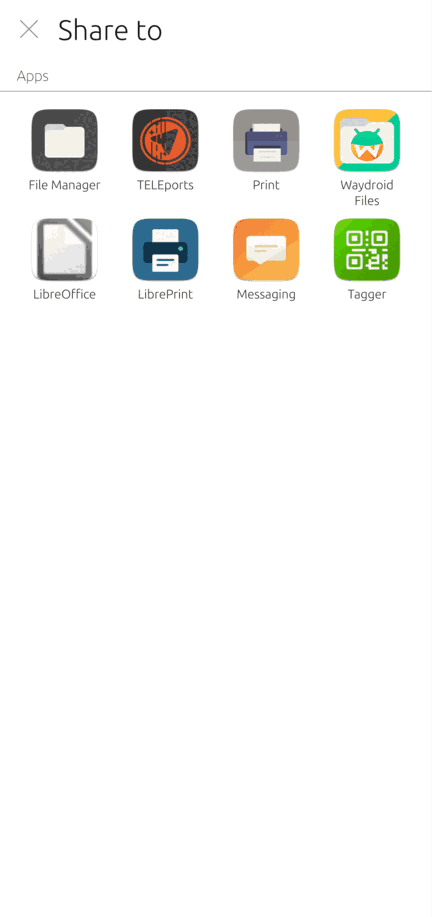 Share to
Apps
File Manager
TELEports
Print
Waydroid
Files
LibreOffice
LibrePrint
Messaging
Tagger